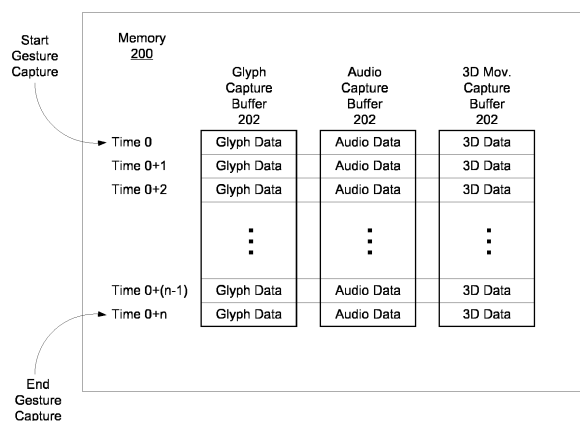 Start
Gesture
Capture
Memory
200
Glyph
Capture
Buffer
202
Audio
Capture
Buffer
202
3D Mov.
Capture
Buffer
202
Time 0 Glyph Data Audio Data 3D Data
Time 0+1 Glyph Data Audio Data 3D Data
Time 0+2 Glyph Data Audio Data 3D Data
Time 0+(n-1) Glyph Data Audio Data 3D Data
Time 0+n Glyph Data Audio Data 3D Data
End
Gesture
Capture